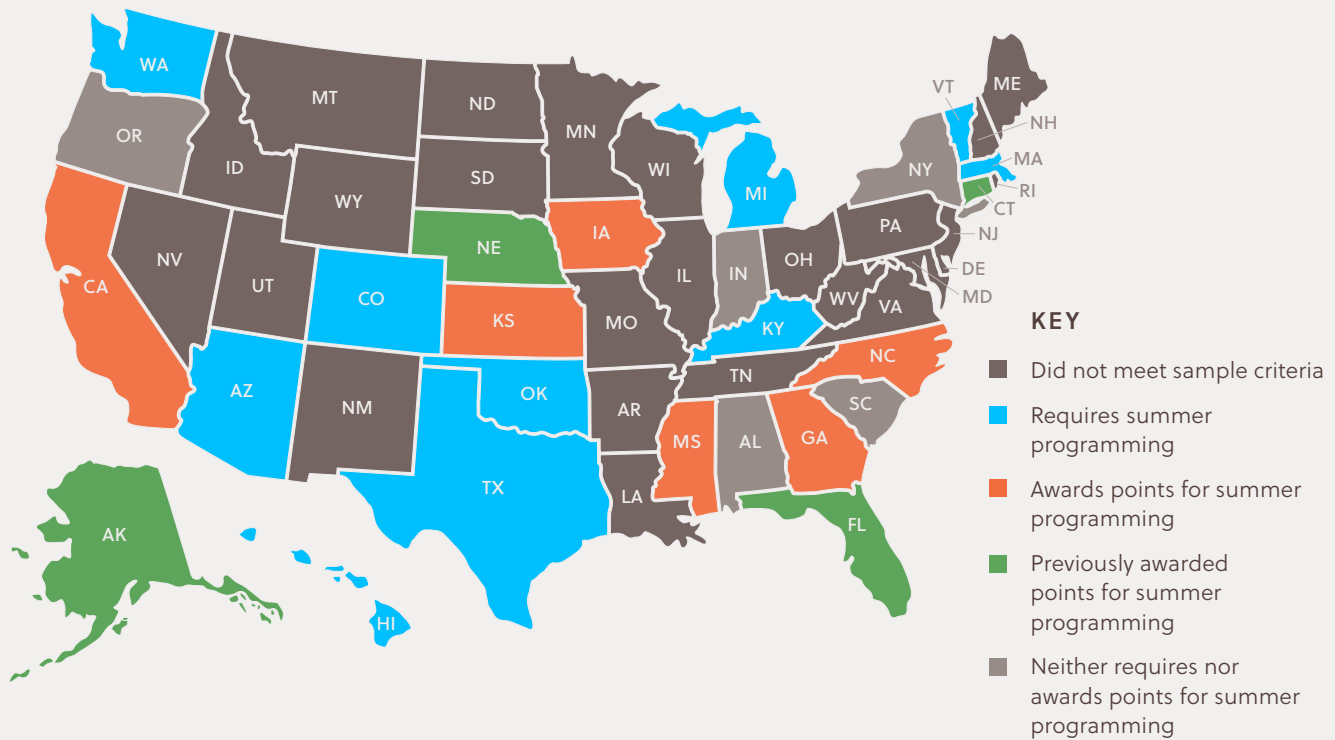 WA
MT
ND
MN
VT
ME
OR
NH
ID
SD
WI
NY
MA
WY
MI
RI
CT
NE
IA
PA
NJ
NV
UT
CO
IL
IN
OH
DE
CA
MD
KS
MO
WV
VA
KY
AZ
NM
OK
AR
TN
NC
SC
MS
AL
GA
TX
LA
FL
AK
HI
KEY
Did not meet sample criteria
Requires summer
programming
Awards points for summer
programming
Previously awarded
points for summer
programming
Neither requires nor
awards points for summer
programming